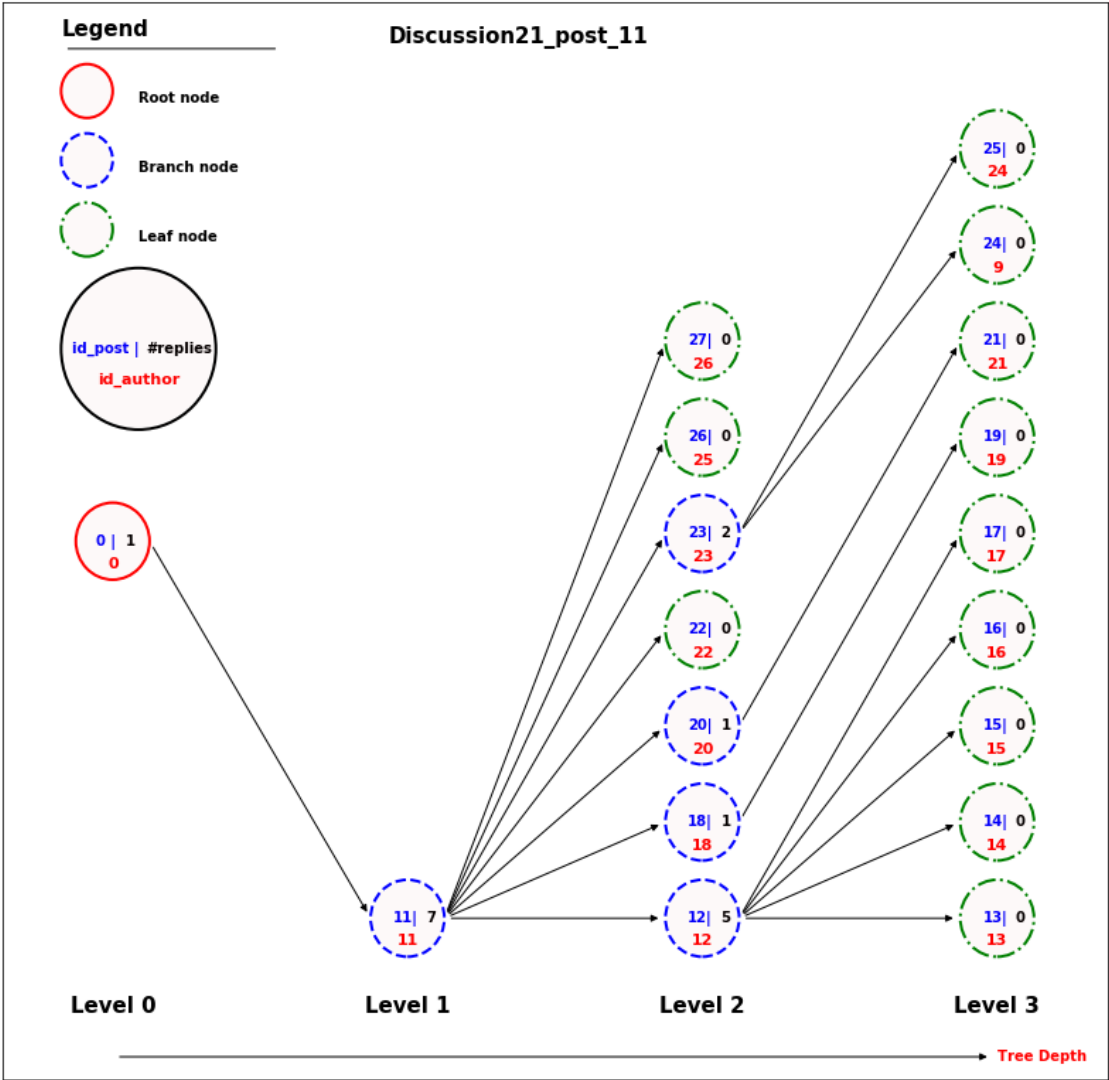 Legend
Discussion21_post_11
Root node
Branch node
Leaf node
id_post | #replies
id_author
0 | 1
0
11| 7
11
27| 0
26
26| 0
25
23| 2
23
22| 0
22
20| 1
20
18| 1
18
12| 5
12
25| 0
24
24| 0
9
21| 0
21
19| 0
19
17| 0
17
16| 0
16
15| 0
15
14| 0
14
13| 0
13
Level 0
Level 1
Level 2
Level 3
Tree Depth